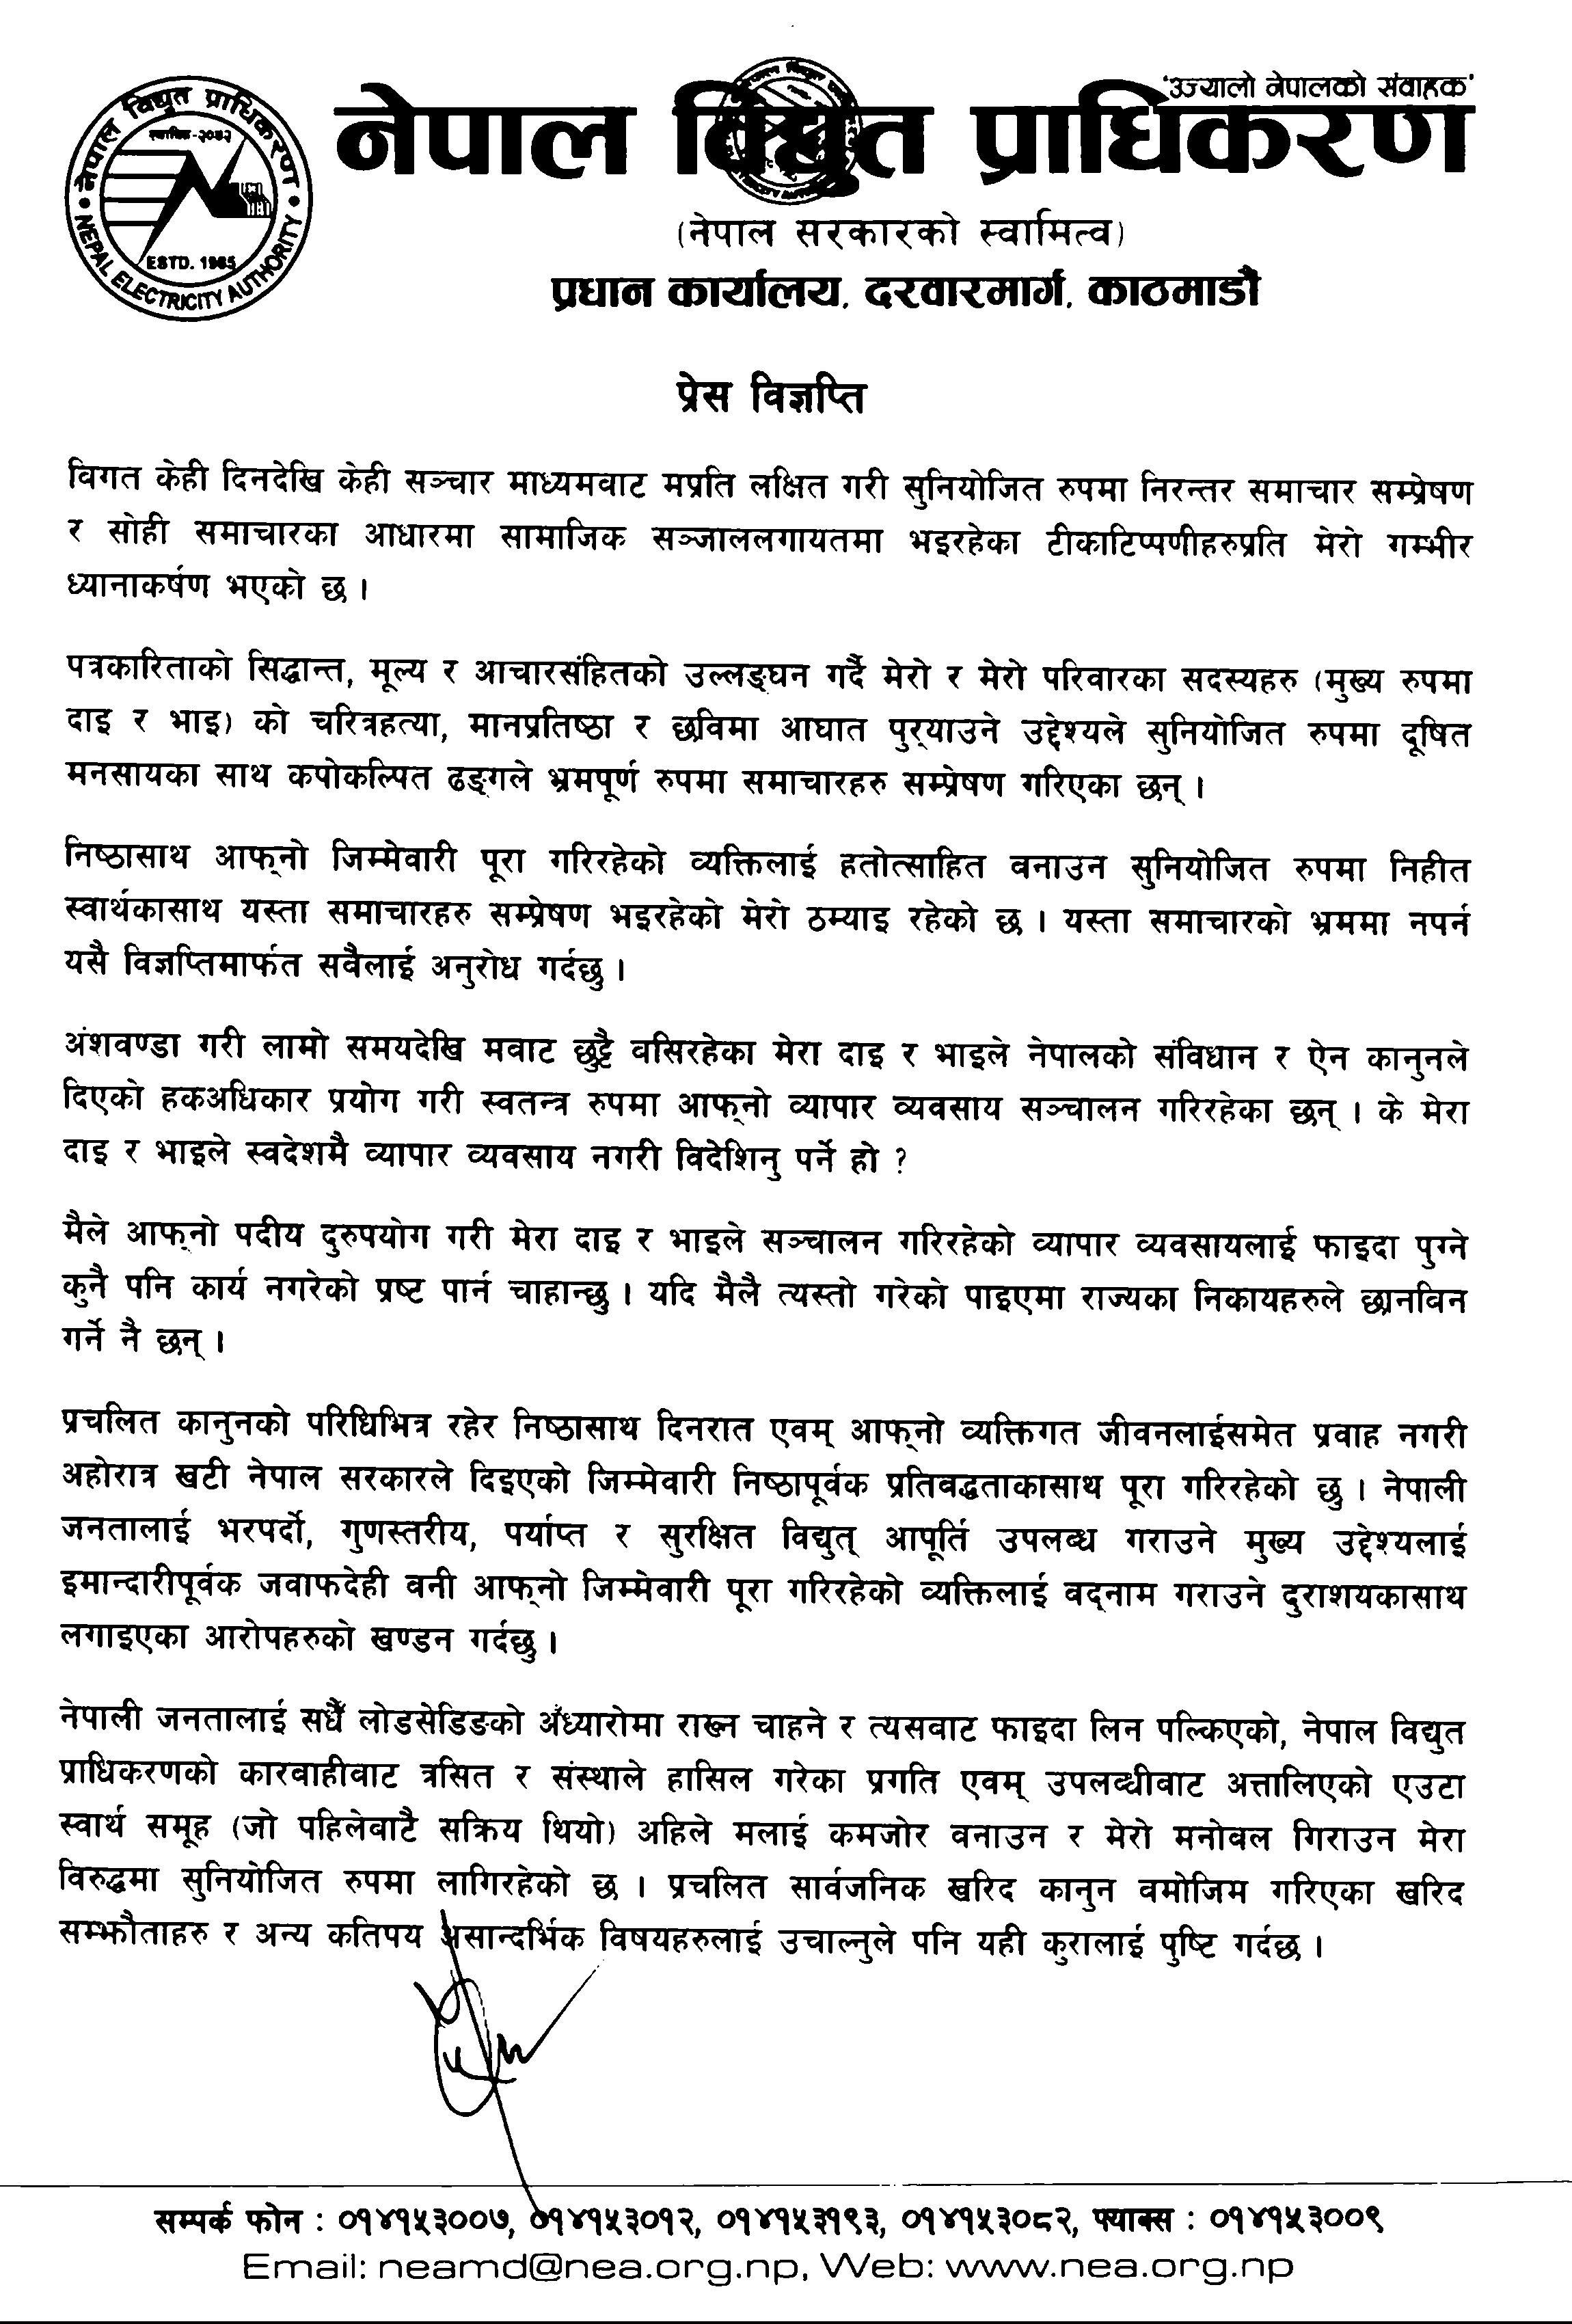 नेपाल विद्युत प्राधिकरण
स्थापित-२०४२
ESTD. 1985
NEPAL ELECTRICITY AUTHORITY
'उज्यालो नेपालको संवाहक'
नेपाल विद्युत प्राधिकरण
(नेपाल सरकारको स्वामित्व)
प्रधान कार्यालय, दरवारमार्ग, काठमाडौं
प्रेस विज्ञप्ति
विगत केही दिनदेखि केही सञ्चार माध्यमवाट मप्रति लक्षित गरी सुनियोजित रुपमा निरन्तर समाचार सम्प्रेषण
र सोही समाचारका आधारमा सामाजिक सञ्जाललगायतमा भइरहेका टीकाटिप्पणीहरुप्रति मेरो गम्भीर
ध्यानाकर्षण भएको छ ।
पत्रकारिताको सिद्धान्त, मूल्य र आचारसंहितको उल्लङ्घन गर्दै मेरो र मेरो परिवारका सदस्यहरु (मुख्य रुपमा
दाइ र भाइ) को चरित्रहत्या, मानप्रतिष्ठा र छविमा आघात पुर्‍याउने उद्देश्यले सुनियोजित रुपमा दूषित
मनसायका साथ कपोकल्पित ढङ्गले भ्रमपूर्ण रुपमा समाचारहरु सम्प्रेषण गरिएका छन् ।
निष्ठासाथ आफ्‌नो जिम्मेवारी पूरा गरिरहेको व्यक्तिलाई हतोत्साहित वनाउन सुनियोजित रुपमा निहीत
स्वार्थकासाथ यस्ता समाचारहरु सम्प्रेषण भइरहेको मेरो ठम्याइ रहेको छ । यस्ता समाचारको भ्रममा नपर्न
यसै विज्ञप्तिमार्फत सवैलाई अनुरोध गर्दछु ।
अंशवण्डा गरी लामो समयदेखि मवाट छुट्टै वसिरहेका मेरा दाइ र भाइले नेपालको संविधान र ऐन कानुनले
दिएको हकअधिकार प्रयोग गरी स्वतन्त्र रुपमा आफ्‌नो व्यापार व्यवसाय सञ्चालन गरिरहेका छन् । के मेरा
दाइ र भाइले स्वदेशमै व्यापार व्यवसाय नगरी विदेशिनु पर्ने हो ?
मैले आफ्‌नो पदीय दुरुपयोग गरी मेरा दाइ र भाइले सञ्चालन गरिरहेको व्यापार व्यवसायलाई फाइदा पुग्ने
कुनै पनि कार्य नगरेको प्रष्ट पार्न चाहान्छु । यदि मैलै त्यस्तो गरेको पाइएमा राज्यका निकायहरुले छानविन
गर्ने नै छन् ।
प्रचलित कानुनको परिधिभित्र रहेर निष्ठासाथ दिनरात एवम् आफ्‌नो व्यक्तिगत जीवनलाईसमेत प्रवाह नगरी
अहोरात्र खटी नेपाल सरकारले दिइएको जिम्मेवारी निष्ठापूर्वक प्रतिवद्धताकासाथ पूरा गरिरहेको छु । नेपाली
जनतालाई भरपर्दो, गुणस्तरीय, पर्याप्त र सुरक्षित विद्युत् आपूर्ति उपलब्ध गराउने मुख्य उद्देश्यलाई
इमान्दारीपूर्वक जवाफदेही वनी आफ्‌नो जिम्मेवारी पूरा गरिरहेको व्यक्तिलाई वद्‌नाम गराउने दुराशयकासाथ
लगाइएका आरोपहरुको खण्डन गर्दछु ।
नेपाली जनतालाई सधैँ लोडसेडिङको अँध्यारोमा राख्न चाहने र त्यसवाट फाइदा लिन पल्किएको, नेपाल विद्युत
प्राधिकरणको कारवाहीवाट त्रसित र संस्थाले हासिल गरेका प्रगति एवम् उपलब्धीवाट अत्तालिएको एउटा
स्वार्थ समूह (जो पहिलेबाटै सक्रिय थियो) अहिले मलाई कमजोर वनाउन र मेरो मनोवल गिराउन मेरा
विरुद्धमा सुनियोजित रुपमा लागिरहेको छ । प्रचलित सार्वजनिक खरिद कानुन वमोजिम गरिएका खरिद
सम्झौताहरु र अन्य कतिपय असान्दर्भिक विषयहरुलाई उचाल्नुले पनि यही कुरालाई पुष्टि गर्दछ ।
सम्पर्क फोन : ०१४१५३००७, ०१४१५३०१२, ०१४१५३१९३, ०१४१५३०८२, फ्याक्स : ०१४१५३००९
Email: neamd@nea.org.np, Web: www.nea.org.np